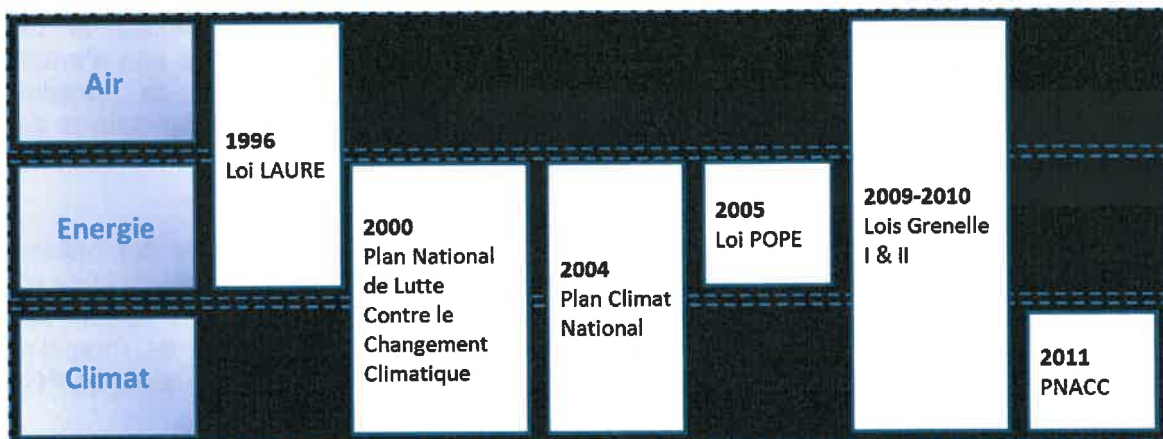 Air
Energie
Climat
1996
Loi LAURE
2000
Plan National
de Lutte
Contre le
Changement
Climatique
2004
Plan Climat
National
2005
Loi POPE
2009-2010
Lois Grenelle
I & II
2011
PNACC